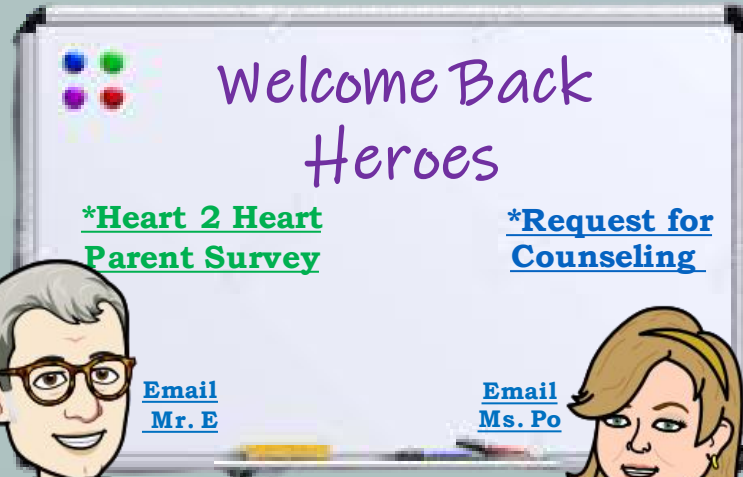 Welcome Back
Heroes
*Heart 2 Heart
Parent Survey
*Request for
Counseling
Email
Mr. E
Email
Ms. Po